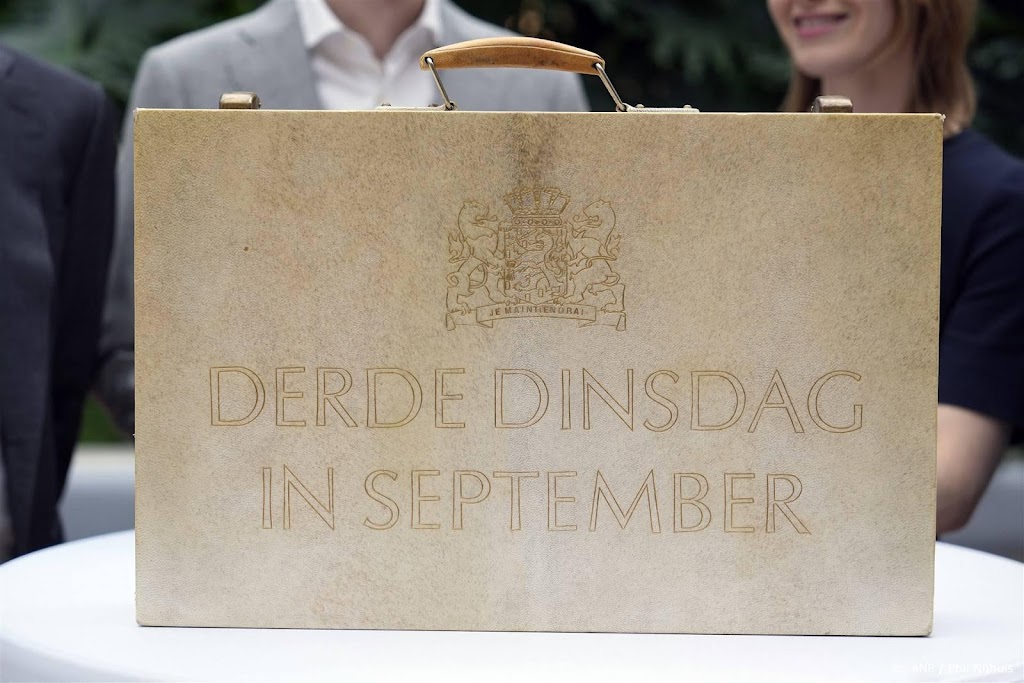 JE MAINTIENDRAI
DERDE DINSDAG
IN SEPTEMBER